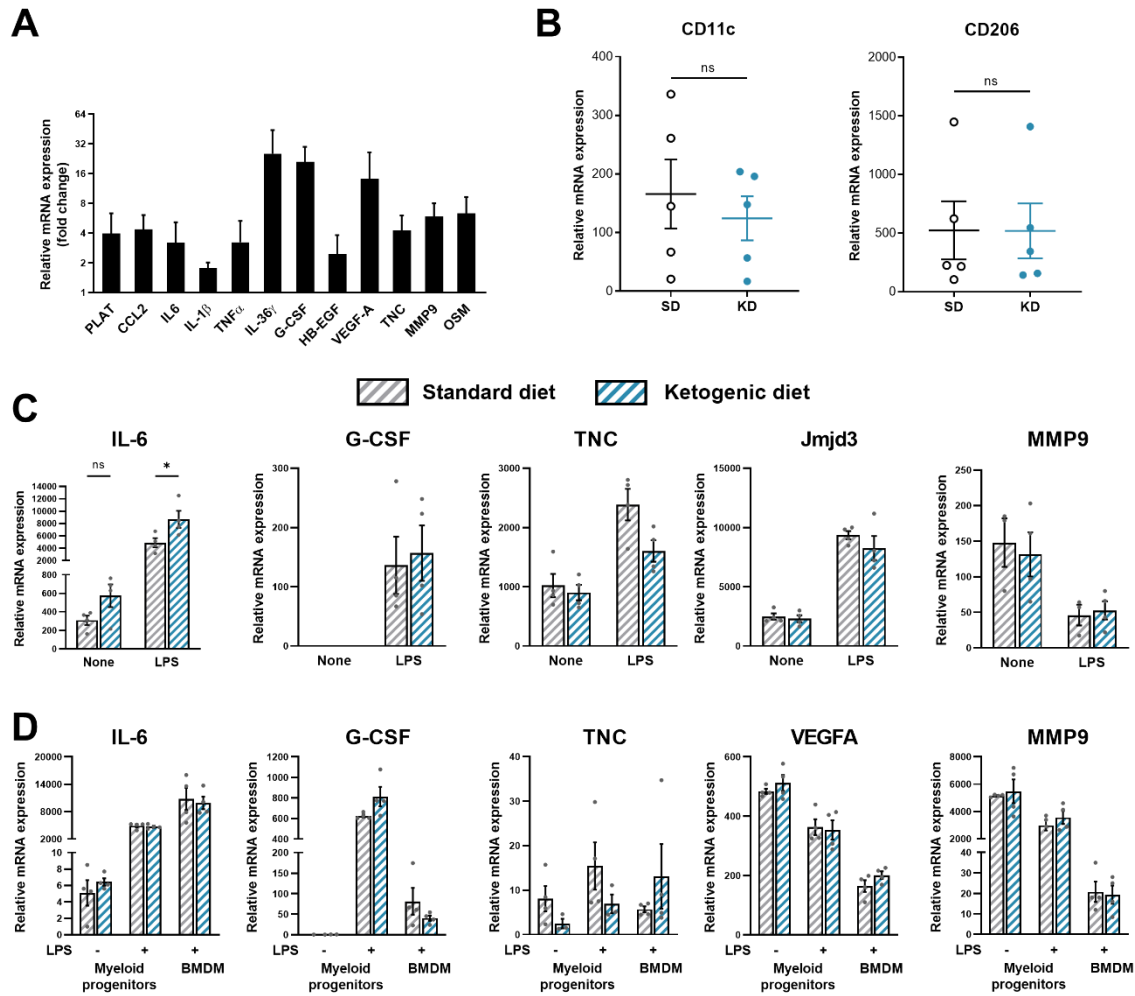 A
Relative mRNA expression
(fold change)
64
32
16
8
4
2
1
PLAT
CCL2
IL6
IL-1β
TNFα
IL-36γ
G-CSF
HB-EGF
VEGF-A
TNC
MMP9
OSM
B
CD11c
Relative mRNA expression
400
300
200
100
0
ns
SD
KD
CD206
Relative mRNA expression
2000
1500
1000
500
0
ns
SD
KD
Standard diet
Ketogenic diet
C
IL-6
Relative mRNA expression
14000
12000
10000
8000
6000
4000
2000
800
600
400
200
0
ns
*
None
LPS
G-CSF
Relative mRNA expression
300
200
100
0
None
LPS
TNC
Relative mRNA expression
3000
2000
1000
0
None
LPS
Jmjd3
Relative mRNA expression
15000
10000
5000
0
None
LPS
MMP9
Relative mRNA expression
250
200
150
100
50
0
None
LPS
D
IL-6
Relative mRNA expression
20000
14000
8000
2000
6
4
2
0
LPS - + +
Myeloid
progenitors
BMDM
G-CSF
Relative mRNA expression
1200
1000
800
600
400
200
200
150
100
50
0
LPS - + +
Myeloid
progenitors
BMDM
TNC
Relative mRNA expression
40
30
20
10
0
LPS - + +
Myeloid
progenitors
BMDM
VEGFA
Relative mRNA expression
600
400
200
0
LPS - + +
Myeloid
progenitors
BMDM
MMP9
Relative mRNA expression
8000
6000
4000
2000
40
30
20
10
0
LPS - + +
Myeloid
progenitors
BMDM